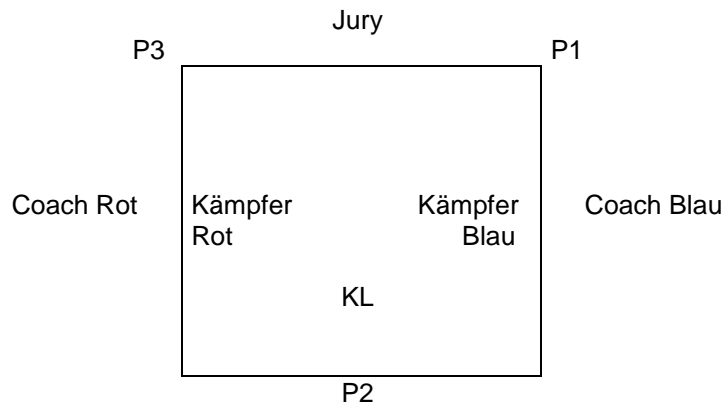 Jury
P3
P1
Coach Rot
Kämpfer
Rot
Kämpfer
Blau
Coach Blau
KL
P2